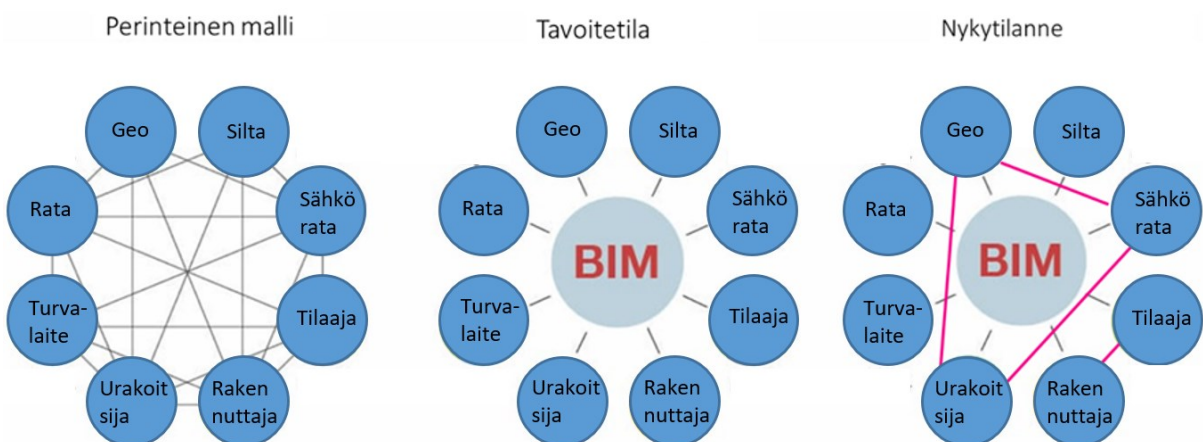 Perinteinen malli
Geo
Silta
Rata
Sähkö
rata
Turva-
laite
Tilaaja
Urakoit
sija
Raken
nuttaja
Tavoitetila
Geo
Silta
Rata
Sähkö
rata
BIM
Turva-
laite
Tilaaja
Urakoit
sija
Raken
nuttaja
Nykytilanne
Geo
Silta
Rata
Sähkö
rata
BIM
Turva-
laite
Tilaaja
Urakoit
sija
Raken
nuttaja